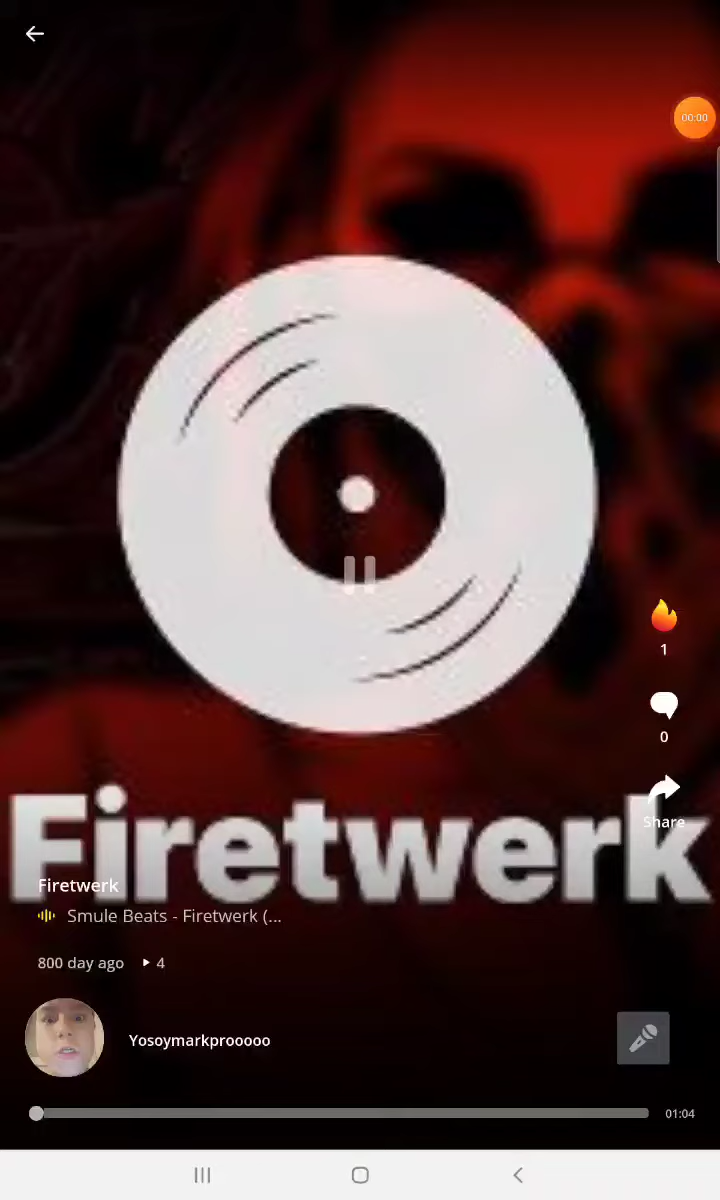 00:00
1
0
Share
Firetwerk
Firetwerk
Smule Beats - Firetwerk (...
800 day ago
4
Yosoymarkprooooo
01:04